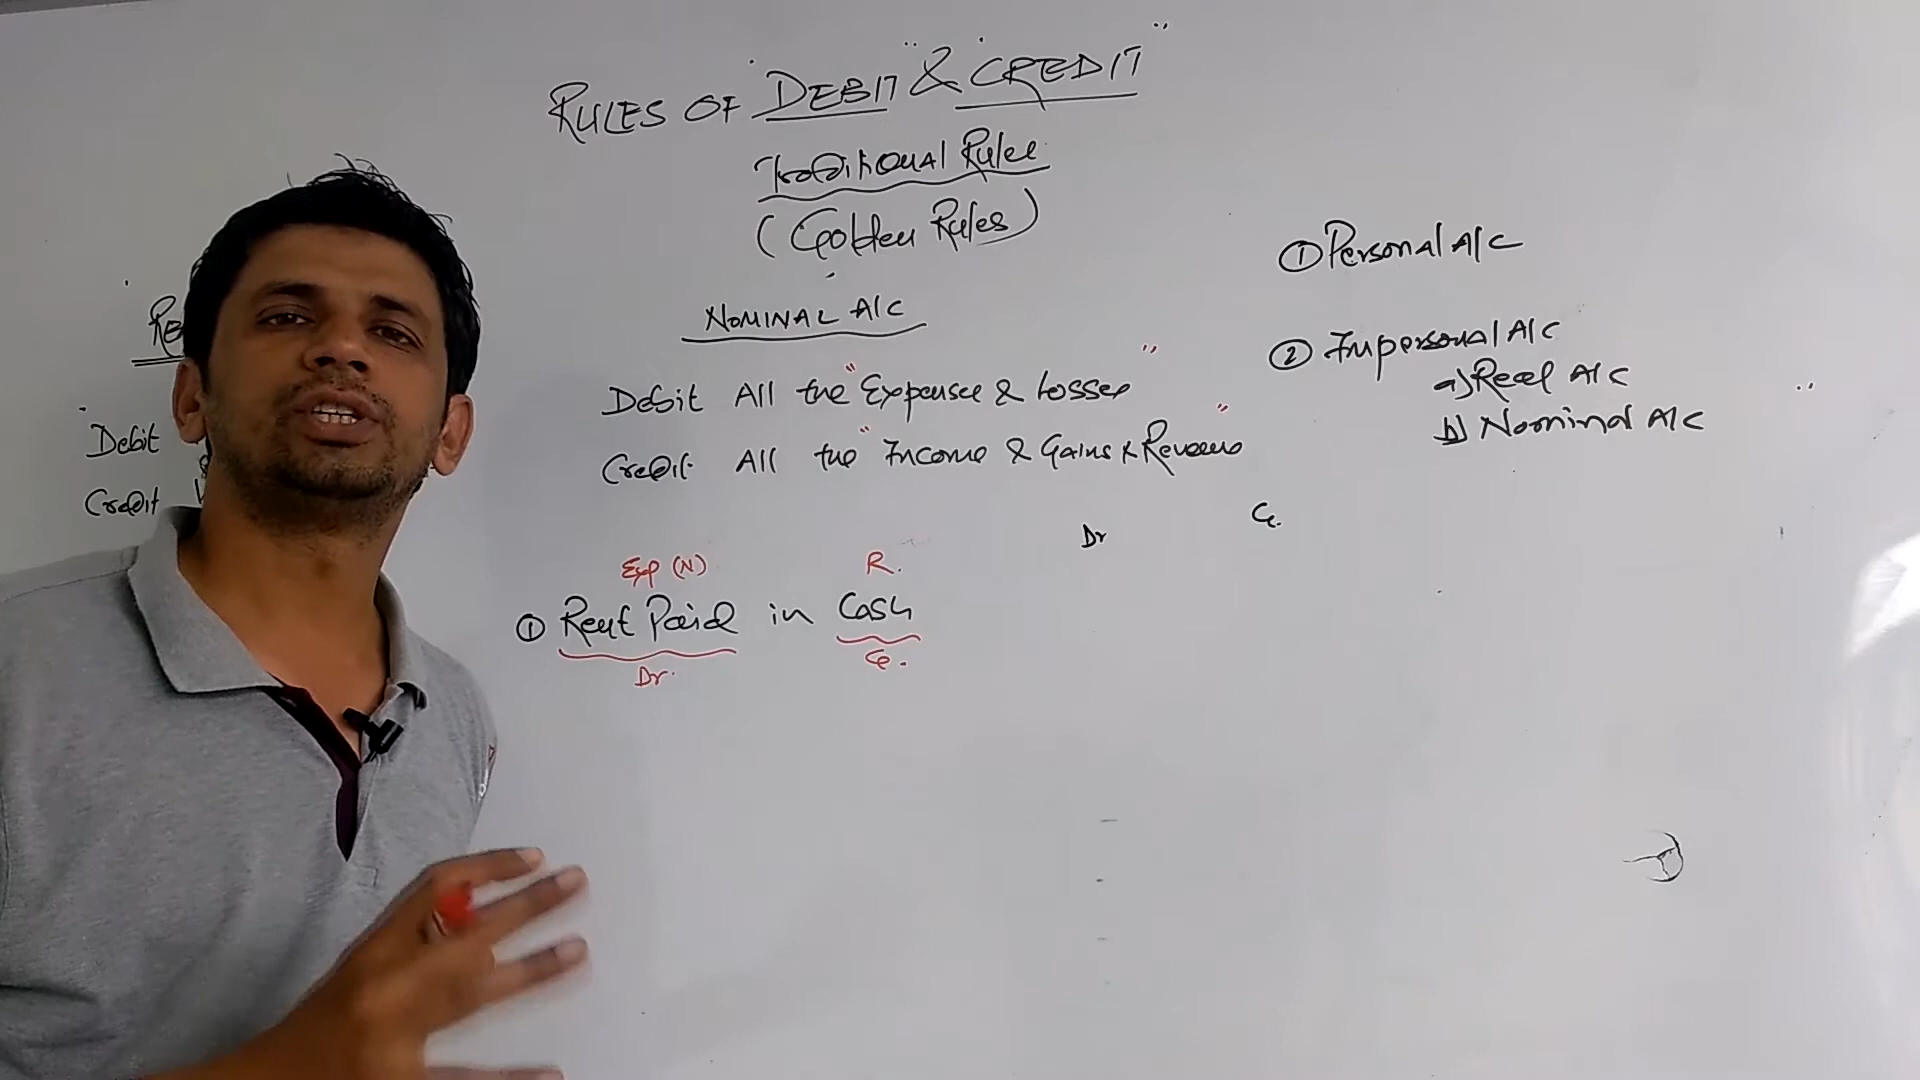 RULES OF "DEBIT" & "CREDIT"
Traditional Rules
(Golden Rules)
NOMINAL A/C
Debit All the "Expenses & Losses"
Credit All the "Income & Gains & Revenues"
Dr Cr.
Exp (N) R.
① Rent Paid in Cash
Dr. Cr.
① Personal A/C
② Impersonal A/C
a) Real A/C
b) Nominal A/C
Debit
Credit